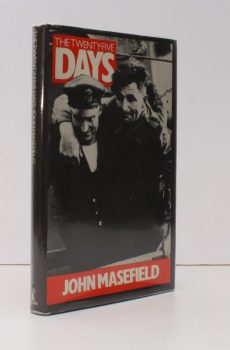 THE TWENTY-FIVE
DAYS
JOHN MASEFIELD